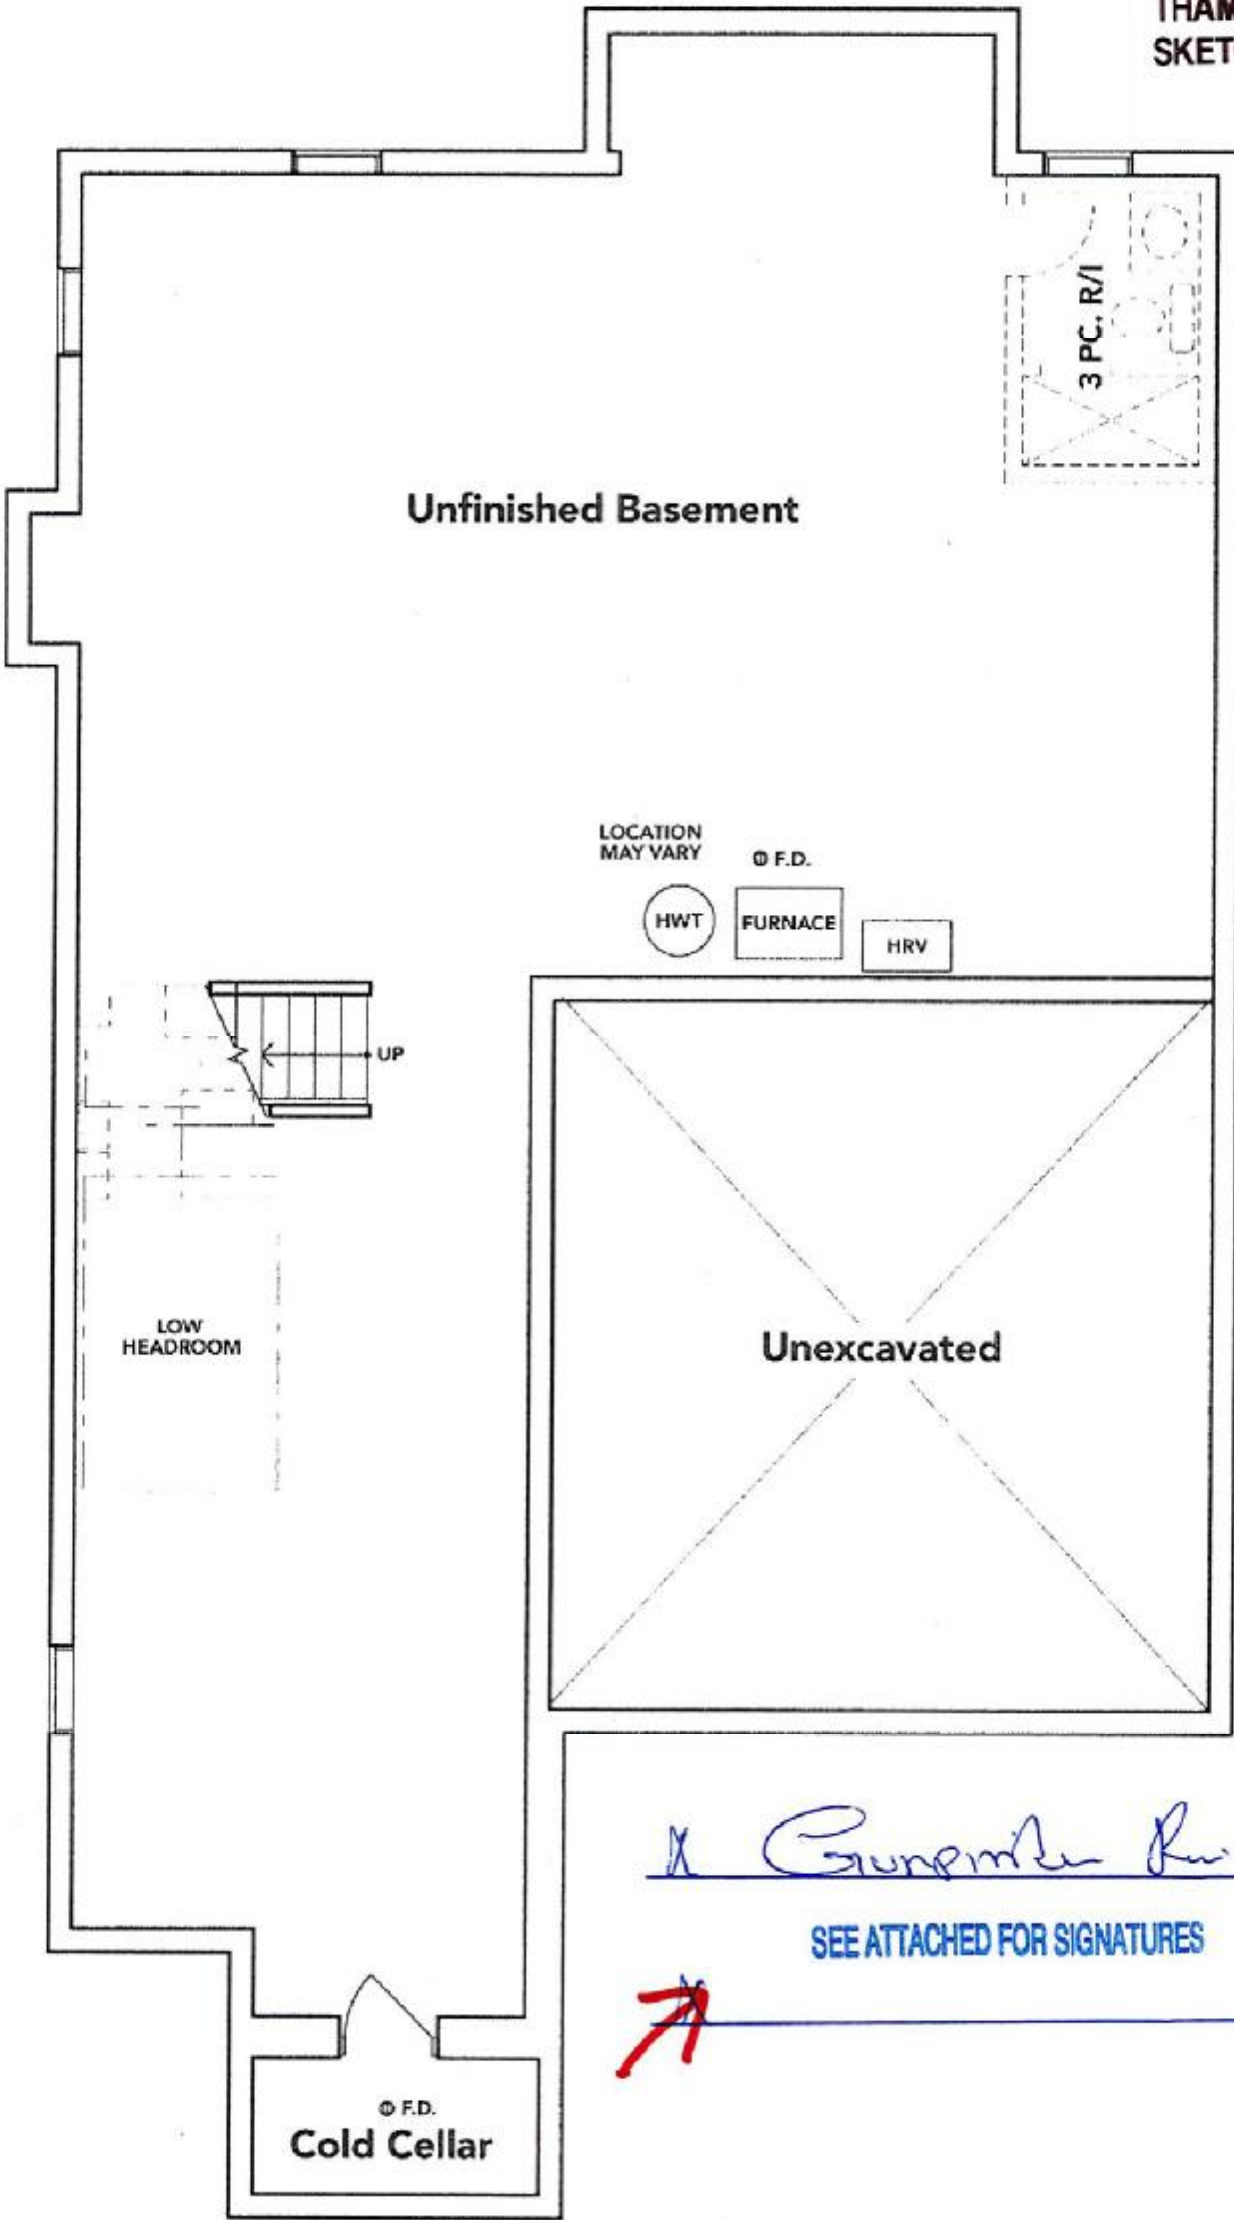 THAM
SKET
3 PC. R/I
Unfinished Basement
LOCATION
MAY VARY
F.D.
HWT
FURNACE
HRV
UP
LOW
HEADROOM
Unexcavated
X
SEE ATTACHED FOR SIGNATURES
X
F.D.
Cold Cellar